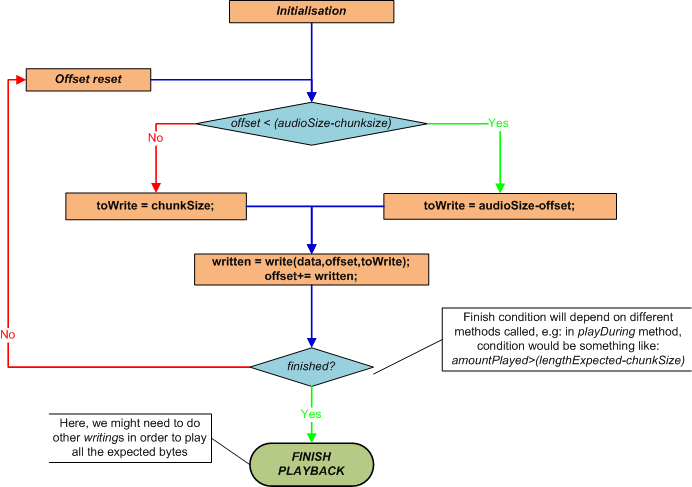 Initialisation
Offset reset
offset < (audioSize-chunksize)
No
Yes
toWrite = chunkSize;
toWrite = audioSize-offset;
written = write(data,offset,toWrite);
offset+= written;
Finish condition will depend on different
methods called, e.g: in playDuring method,
condition would be something like:
amountPlayed>(lengthExpected-chunkSize)
No
finished?
Yes
Here, we might need to do
other writings in order to play
all the expected bytes
FINISH
PLAYBACK